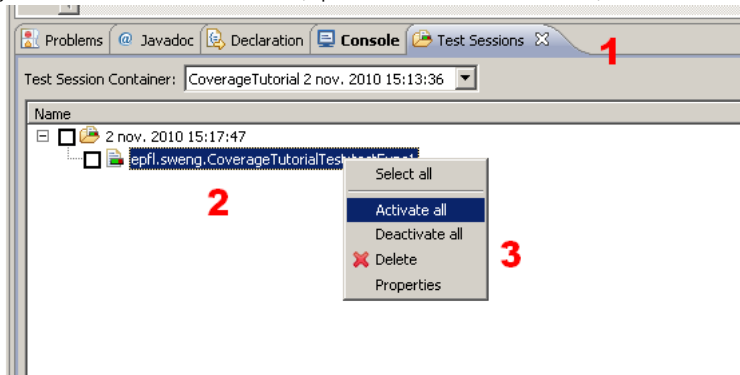 Problems @ Javadoc Declaration Console Test Sessions
1
Test Session Container: CoverageTutorial 2 nov. 2010 15:13:36
Name
2 nov. 2010 15:17:47
epfl.sweng.CoverageTutorialTest
Select all
2
Activate all
Deactivate all
3
Delete
Properties